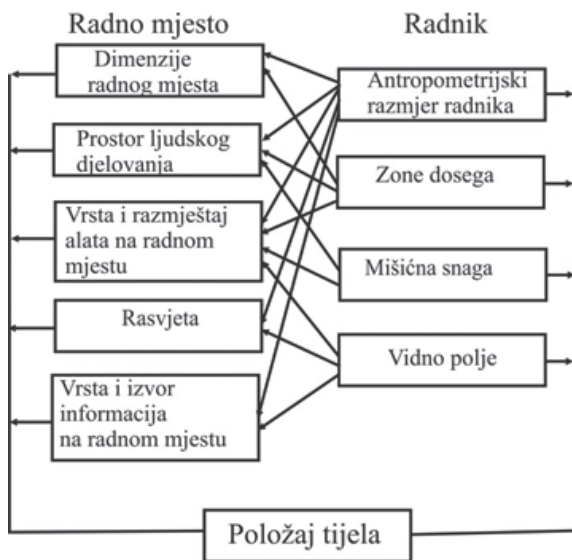 Radno mjesto
Radnik
Dimenzije
radnog mjesta
Prostor ljudskog
djelovanja
Vrsta i razmještaj
alata na radnom
mjestu
Rasvjeta
Vrsta i izvor
informacija
na radnom mjestu
Antropometrijski
razmjer radnika
Zone dosega
Mišićna snaga
Vidno polje
Položaj tijela